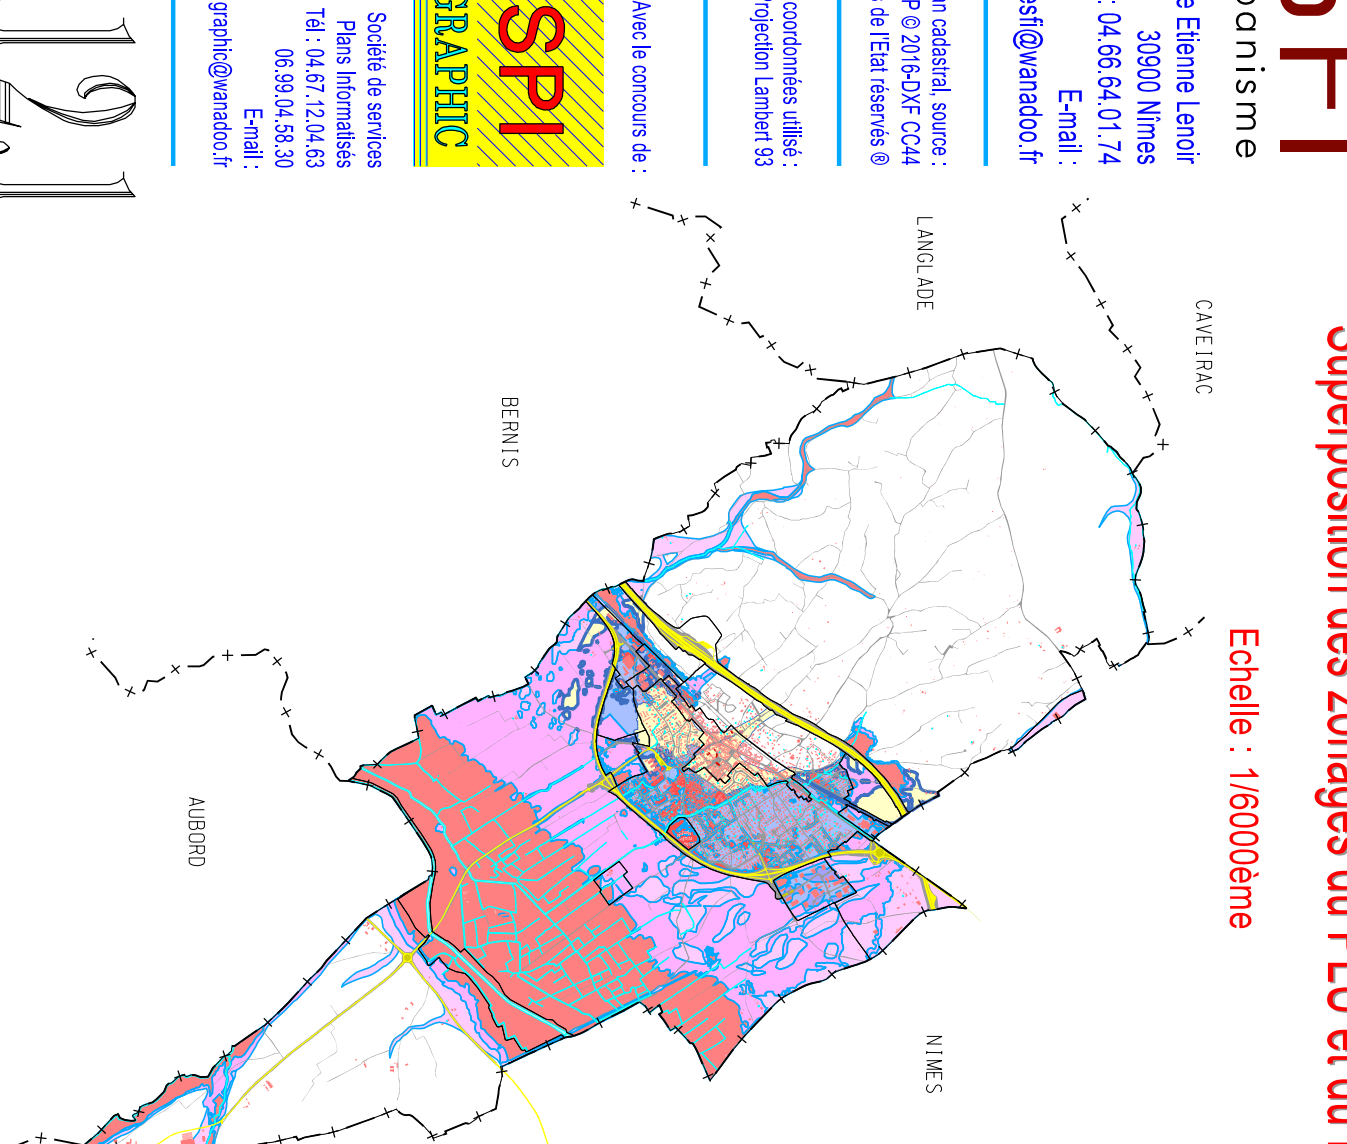 Superposition des zonages du PLU et du
Echelle : 1/6000ème
banisme
e Etienne Lenoir
30900 Nîmes
: 04.66.64.01.74
E-mail :
esfi@wanadoo.fr
an cadastral, source :
P © 2016-DXF CC44
s de l'Etat réservés ®
coordonnées utilisé :
Projection Lambert 93
Avec le concours de :
SPI
GRAPHIC
Société de services
Plans Informatisés
Tél : 04.67.12.04.63
06.99.04.58.30
E-mail :
graphic@wanadoo.fr
CAVEIRAC
LANGLADE
BERNIS
AUBORD
NIMES